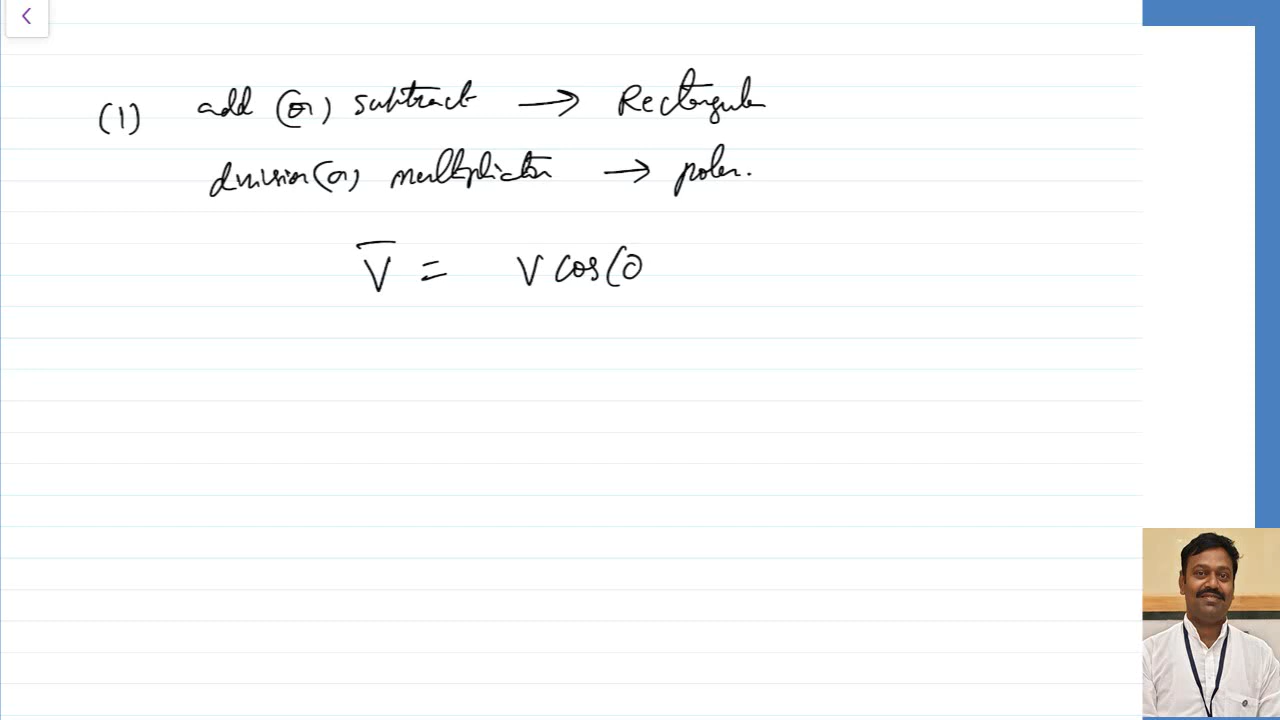 (1) add (or) subtract → Rectangular
division (or) multiplication → polar.
V̅ = V cos(θ